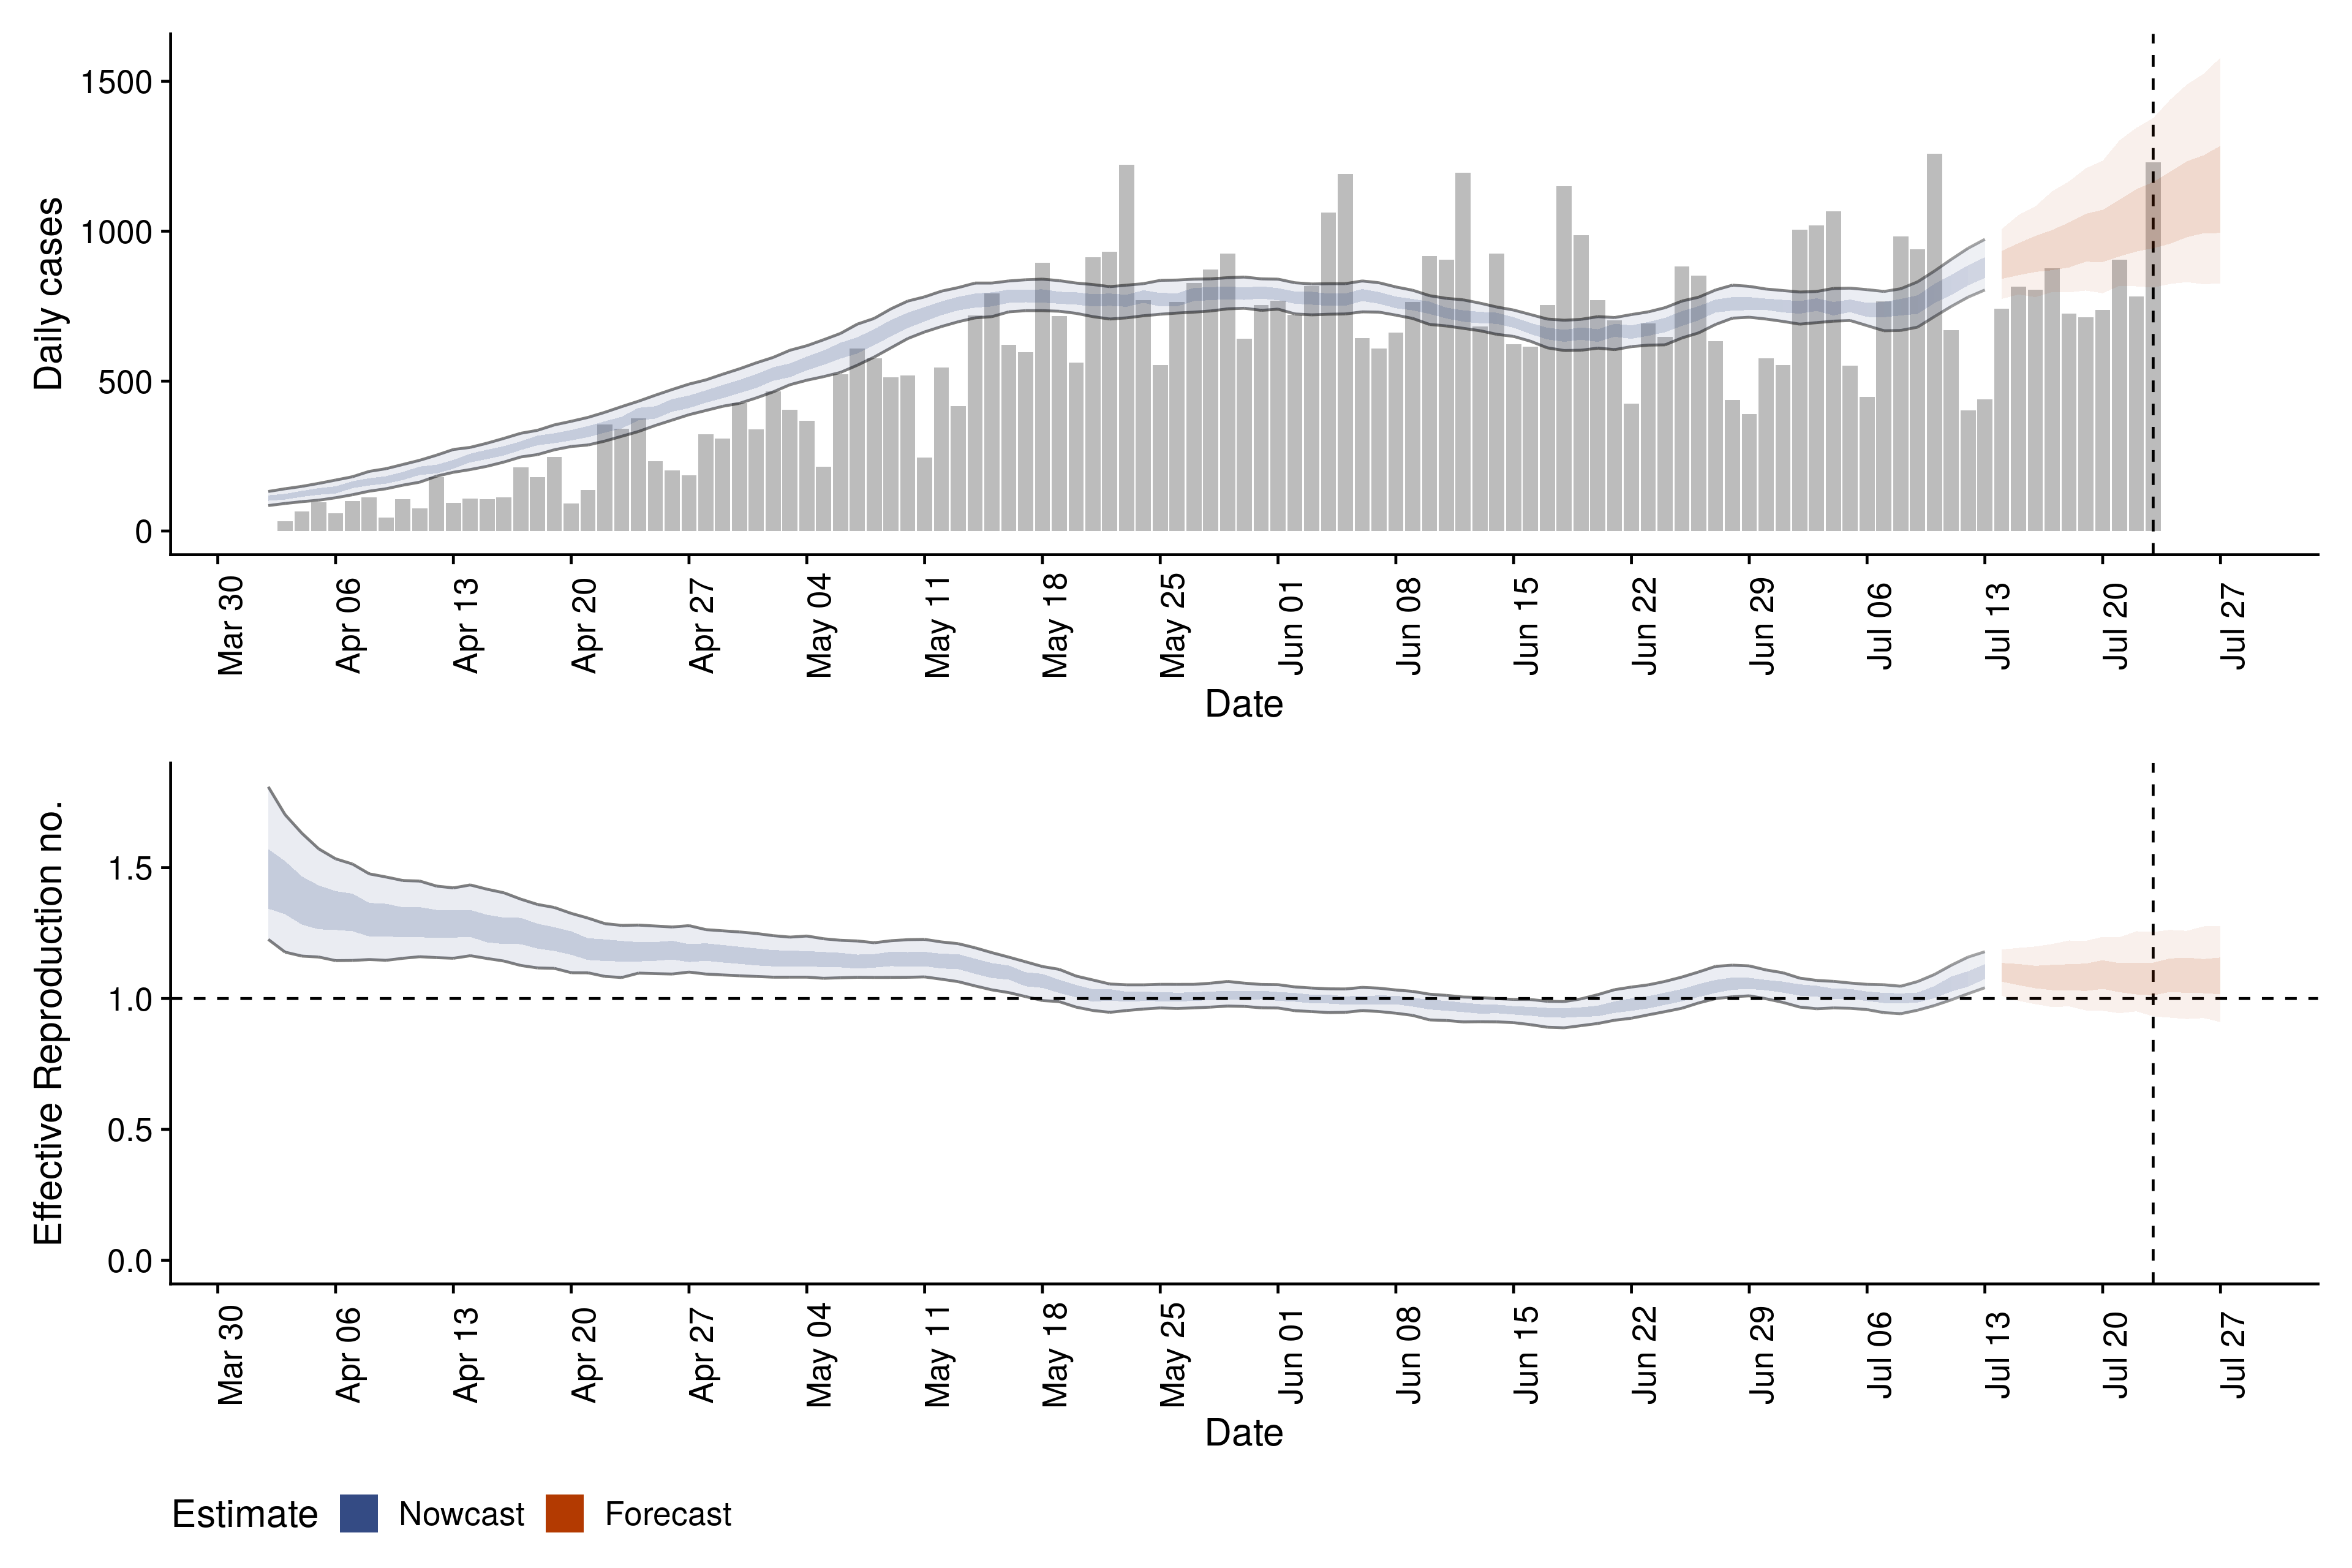 Daily cases
1500
1000
500
0
Mar 30
Apr 06
Apr 13
Apr 20
Apr 27
May 04
May 11
May 18
May 25
Jun 01
Jun 08
Jun 15
Jun 22
Jun 29
Jul 06
Jul 13
Jul 20
Jul 27
Date
Effective Reproduction no.
1.5
1.0
0.5
0.0
Mar 30
Apr 06
Apr 13
Apr 20
Apr 27
May 04
May 11
May 18
May 25
Jun 01
Jun 08
Jun 15
Jun 22
Jun 29
Jul 06
Jul 13
Jul 20
Jul 27
Date
Estimate Nowcast Forecast